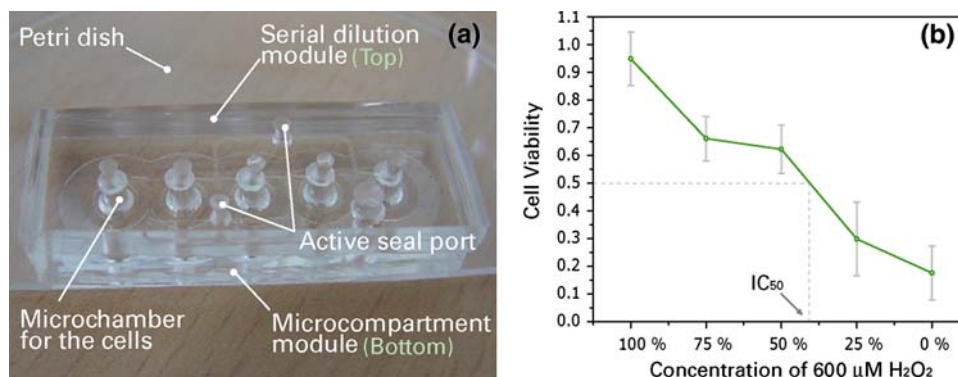 (a)
Petri dish
Serial dilution
module (Top)
Active seal port
Microchamber
for the cells
Microcompartment
module (Bottom)
(b)
Cell Viability
1.1
1.0
0.9
0.8
0.7
0.6
0.5
0.4
0.3
0.2
0.1
0.0
IC₅₀
100 %
75 %
50 %
25 %
0 %
Concentration of 600 µM H₂O₂